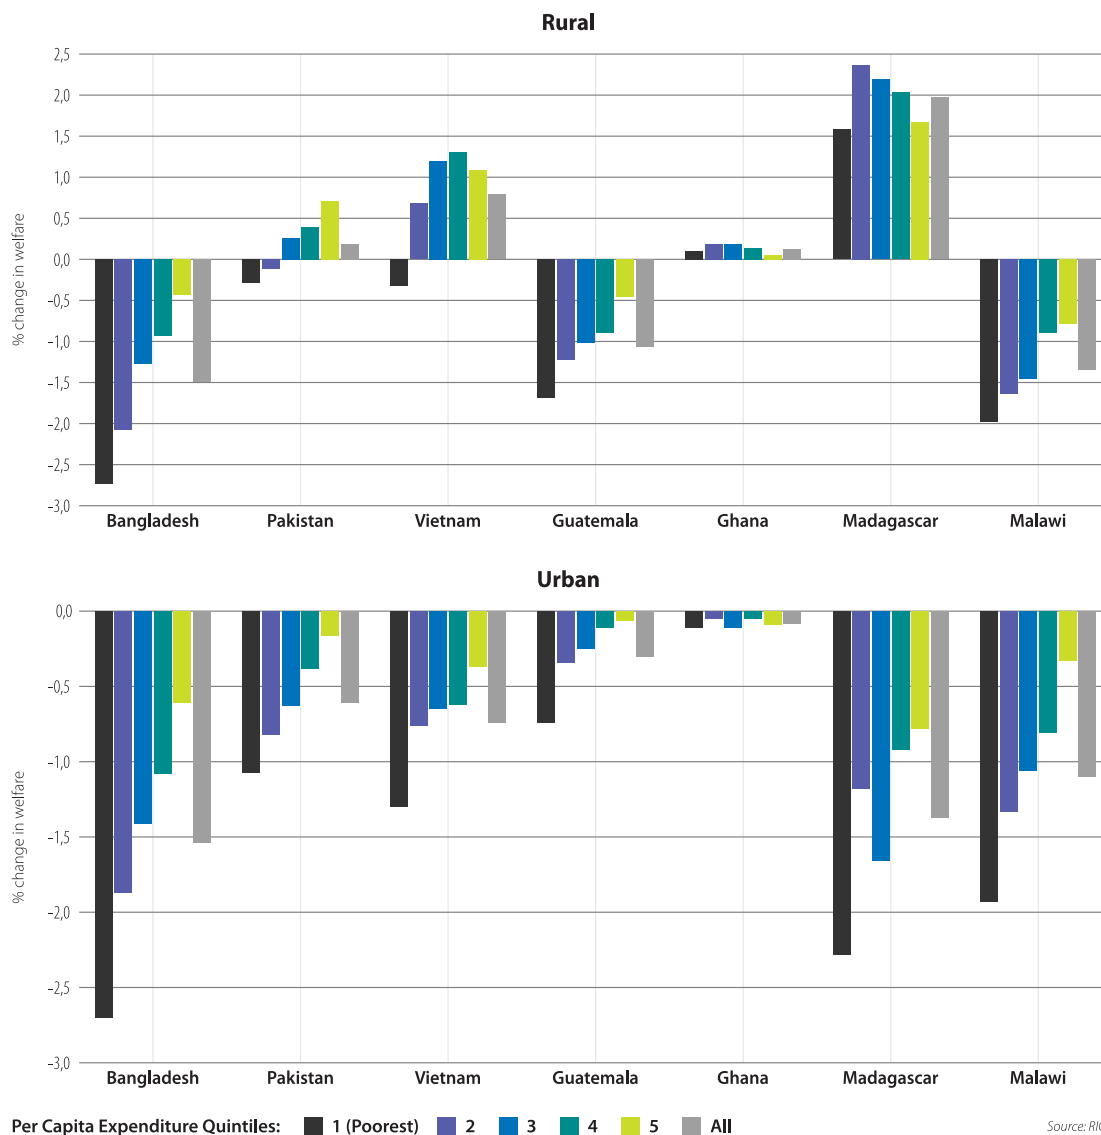 Rural
% change in welfare
2,5
2,0
1,5
1,0
0,5
0,0
−0,5
−1,0
−1,5
−2,0
−2,5
−3,0
Bangladesh Pakistan Vietnam Guatemala Ghana Madagascar Malawi
Urban
% change in welfare
0,0
−0,5
−1,0
−1,5
−2,0
−2,5
−3,0
Bangladesh Pakistan Vietnam Guatemala Ghana Madagascar Malawi
Per Capita Expenditure Quintiles: 1 (Poorest) 2 3 4 5 All
Source: